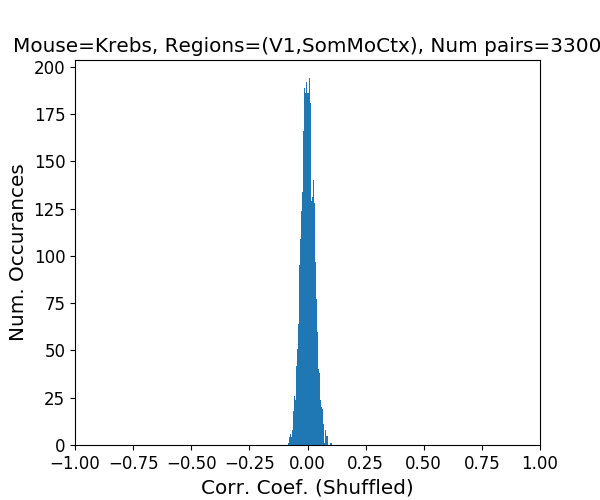 Mouse=Krebs, Regions=(V1,SomMoCtx), Num pairs=3300
200
175
150
125
100
75
50
25
0
Num. Occurances
−1.00 −0.75 −0.50 −0.25 0.00 0.25 0.50 0.75 1.00
Corr. Coef. (Shuffled)